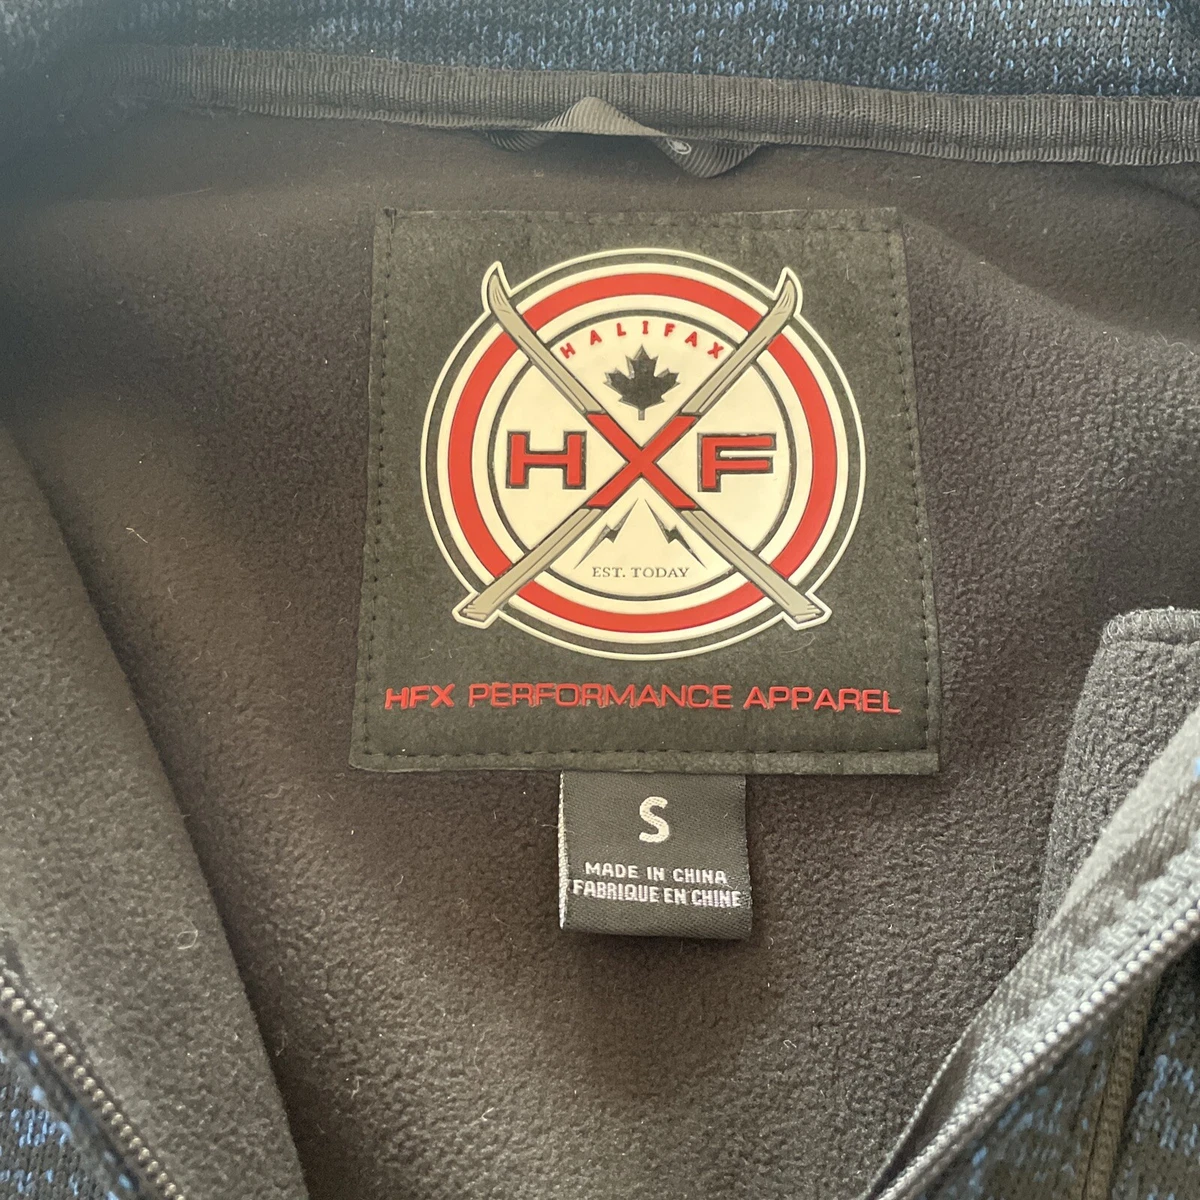 HALIFAX
HXF
EST. TODAY
HFX PERFORMANCE APPAREL
S
MADE IN CHINA
FABRIQUE EN CHINE